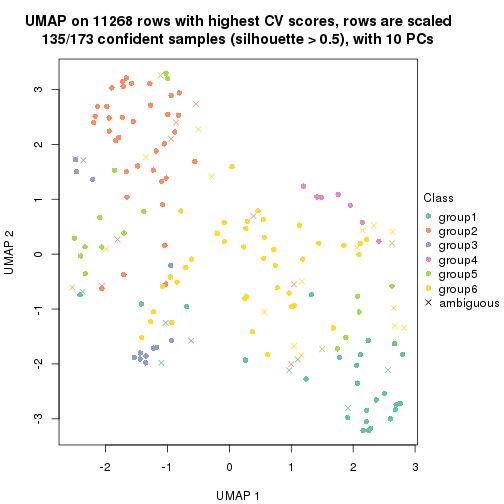 UMAP on 11268 rows with highest CV scores, rows are scaled
135/173 confident samples (silhouette > 0.5), with 10 PCs
3
2
1
0
-1
-2
-3
UMAP 2
-2
-1
0
1
2
3
UMAP 1
Class
group1
group2
group3
group4
group5
group6
ambiguous